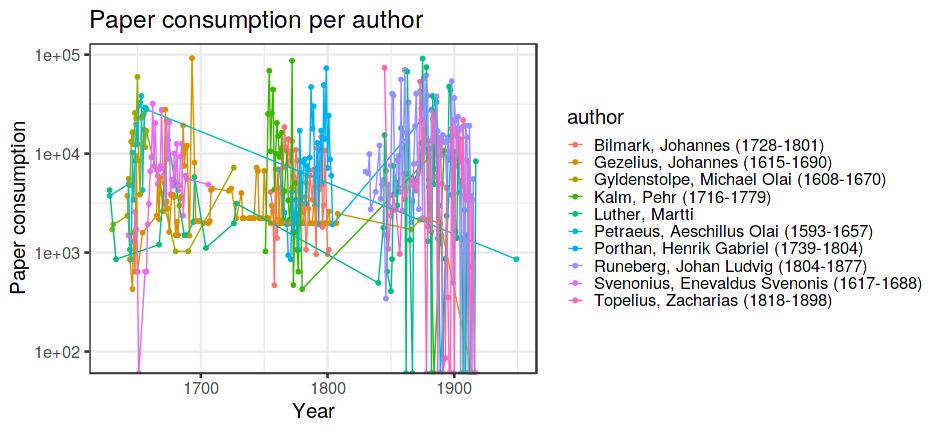 Paper consumption per author
Paper consumption
1e+05
1e+04
1e+03
1e+02
1700
1800
1900
Year
author
Bilmark, Johannes (1728-1801)
Gezelius, Johannes (1615-1690)
Gyldenstolpe, Michael Olai (1608-1670)
Kalm, Pehr (1716-1779)
Luther, Martti
Petraeus, Aeschillus Olai (1593-1657)
Porthan, Henrik Gabriel (1739-1804)
Runeberg, Johan Ludvig (1804-1877)
Svenonius, Enevaldus Svenonis (1617-1688)
Topelius, Zacharias (1818-1898)